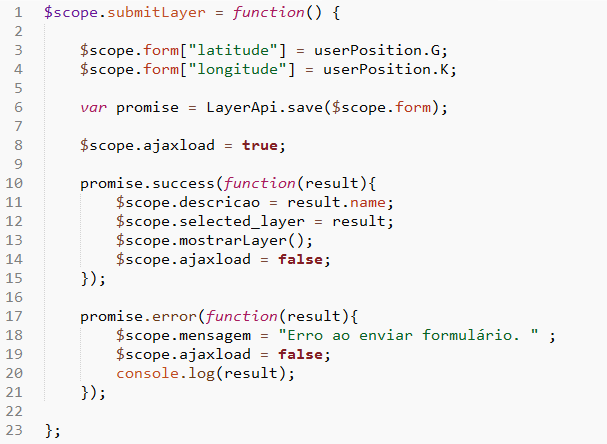 1 $scope.submitLayer = function() {
2
3 $scope.form["latitude"] = userPosition.G;
4 $scope.form["longitude"] = userPosition.K;
5
6 var promise = LayerApi.save($scope.form);
7
8 $scope.ajaxload = true;
9
10 promise.success(function(result){
11 $scope.descricao = result.name;
12 $scope.selected_layer = result;
13 $scope.mostrarLayer();
14 $scope.ajaxload = false;
15 });
16
17 promise.error(function(result){
18 $scope.mensagem = "Erro ao enviar formulário. " ;
19 $scope.ajaxload = false;
20 console.log(result);
21 });
22
23 };